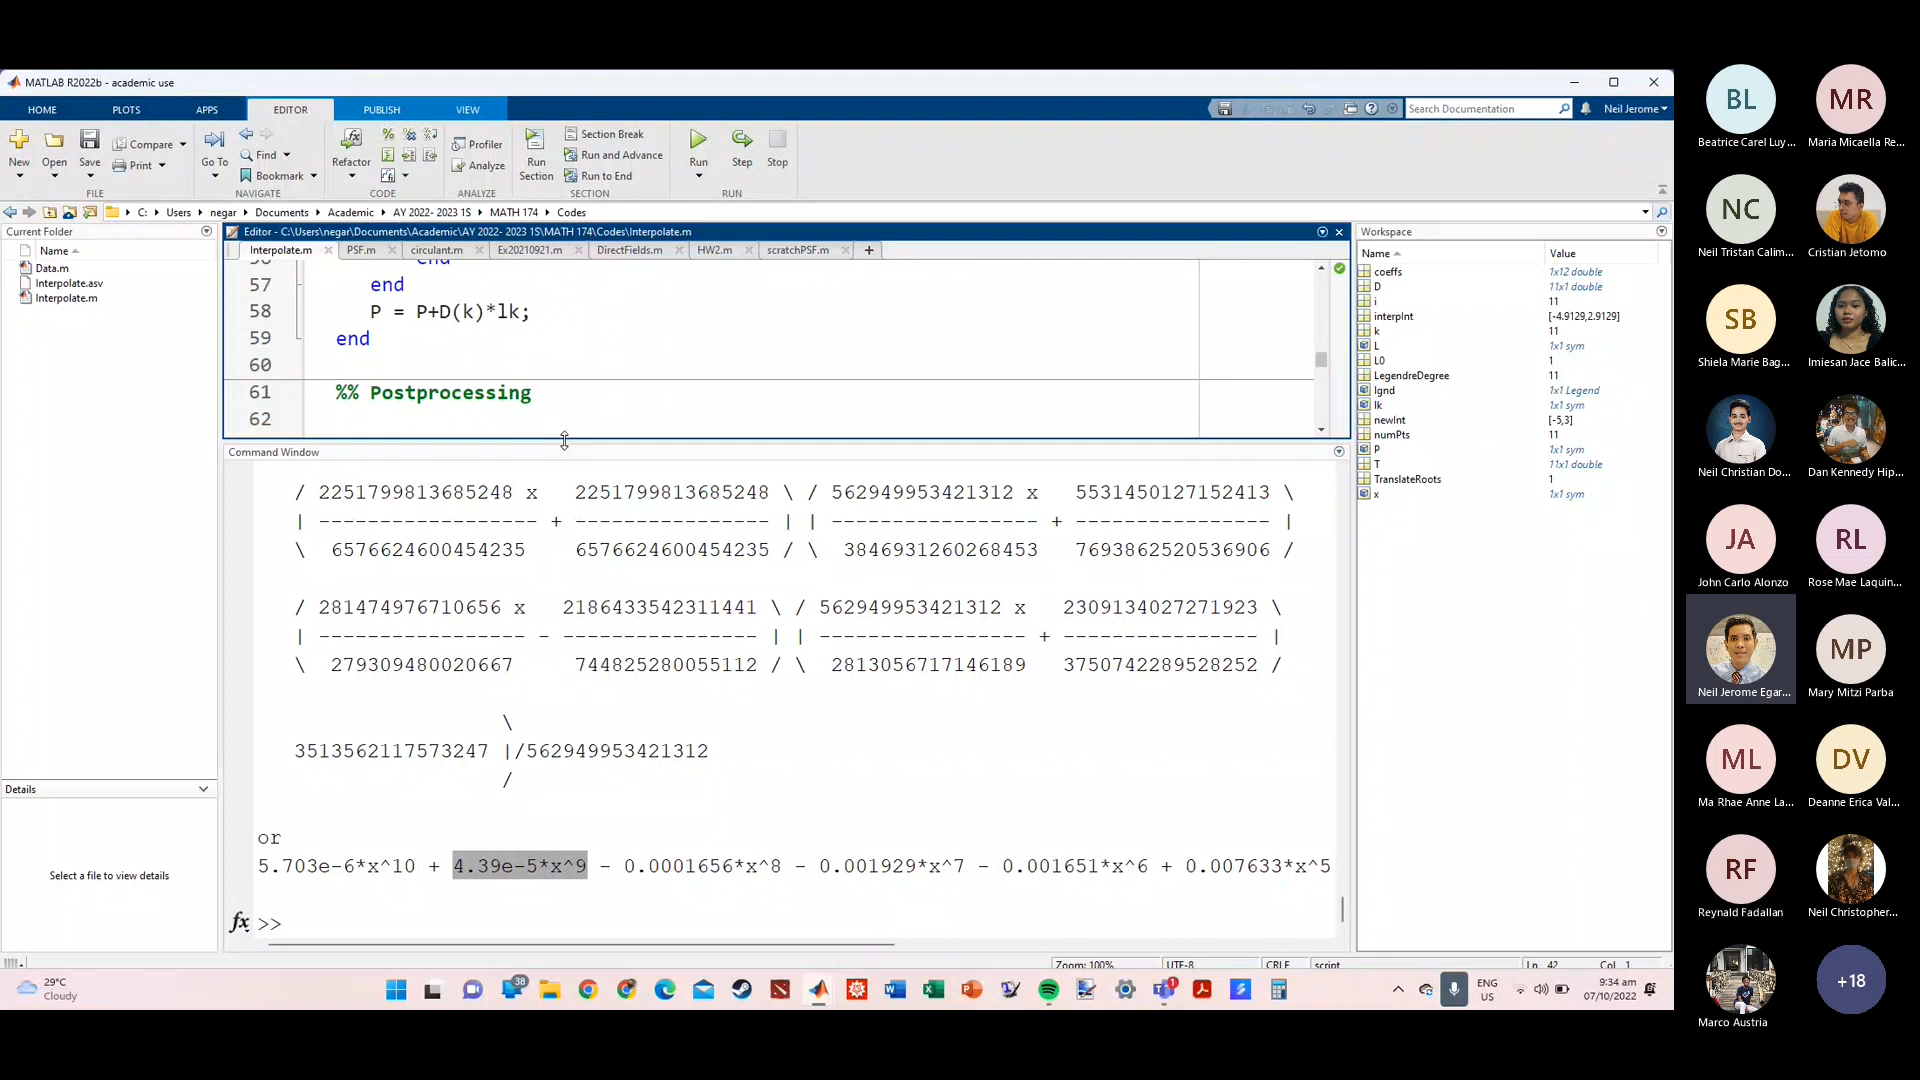 MATLAB R2022b - academic use
HOME PLOTS APPS EDITOR PUBLISH VIEW
Search Documentation
Neil Jerome
New Open Save Compare Print
Go To Find Bookmark
Refactor
Profiler Analyze
Run Section
Section Break
Run and Advance
Run to End
Run Step Stop
FILE NAVIGATE CODE ANALYZE SECTION RUN
C: Users negar Documents Academic AY 2022- 2023 1S MATH 174 Codes
Current Folder
Name
Data.m
Interpolate.asv
Interpolate.m
Details
Select a file to view details
Editor - C:\Users\negar\Documents\Academic\AY 2022- 2023 1S\MATH 174\Codes\Interpolate.m
Interpolate.m PSF.m circulant.m Ex20210921.m DirectFields.m HW2.m scratchPSF.m +
56 end
57 end
58 P = P+D(k)*lk;
59 end
60
61 %% Postprocessing
62
Command Window
/ 2251799813685248 x 2251799813685248 \ / 562949953421312 x 5531450127152413 \
| ------------------- + ----------------- | | ------------------ + ---------------- |
\ 6576624600454235 6576624600454235 / \ 3846931260268453 7693862520536906 /
/ 281474976710656 x 2186433542311441 \ / 562949953421312 x 2309134027271923 \
| ------------------ - ----------------- | | ------------------ + ----------------- |
\ 279309480020667 744825280055112 / \ 2813056717146189 3750742289528252 /
\
3513562117573247 |/562949953421312
/
or
5.703e-6*x^10 + 4.39e-5*x^9 - 0.0001656*x^8 - 0.001929*x^7 - 0.001651*x^6 + 0.007633*x^5
fx >>
Workspace
Name Value
coeffs 1x12 double
D 11x1 double
i 11
interpInt [-4.9129,2.9129]
k 11
L 1x1 sym
L0 1
LegendreDegree 11
lgnd 1x1 Legend
lk 1x1 sym
newInt [-5,3]
numPts 11
P 1x1 sym
T 11x1 double
TranslateRoots 1
x 1x1 sym
Zoom: 100% UTF-8 CRLF script Ln 42 Col 1
29°C
Cloudy
38
1
ENG
US
9:34 am
07/10/2022
BL
Beatrice Carel Luy...
MR
Maria Micaella Re...
NC
Neil Tristan Calim...
Cristian Jetomo
SB
Shiela Marie Bag...
Imiesan Jace Balic...
Neil Christian Do...
Dan Kennedy Hip...
JA
John Carlo Alonzo
RL
Rose Mae Laquin...
Neil Jerome Egar...
MP
Mary Mitzi Parba
ML
Ma Rhae Anne La...
DV
Deanne Erica Val...
RF
Reynald Fadallan
Neil Christopher...
Marco Austria
+18